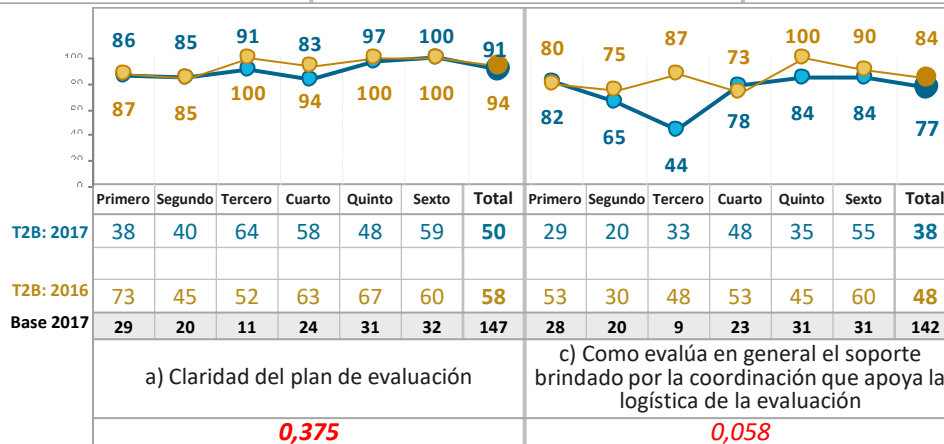 86 85 91 83 97 100 91 80 75 87 73 100 90 84
100
80
60
40
20
0
87 85 100 94 100 100 94 82 65 44 78 84 84 77
Primero Segundo Tercero Cuarto Quinto Sexto Total Primero Segundo Tercero Cuarto Quinto Sexto Total
T2B: 2017 38 40 64 58 48 59 50 29 20 33 48 35 55 38
T2B: 2016 73 45 52 63 67 60 58 53 30 48 53 45 60 48
Base 2017 29 20 11 24 31 32 147 28 20 9 23 31 31 142
a) Claridad del plan de evaluación
c) Como evalúa en general el soporte
brindado por la coordinación que apoya la
logística de la evaluación
0,375 0,058